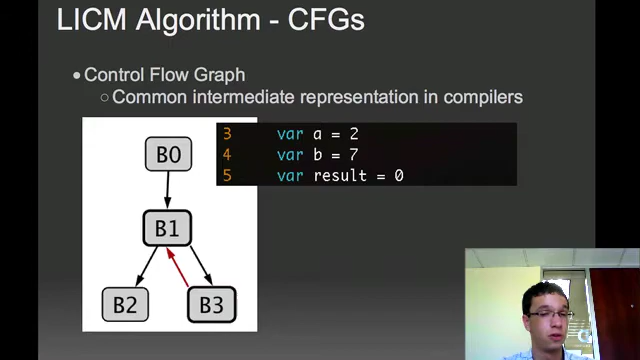 LICM Algorithm - CFGs
● Control Flow Graph
○ Common intermediate representation in compilers
3 var a = 2
4 var b = 7
5 var result = 0
B0
B1
B2
B3